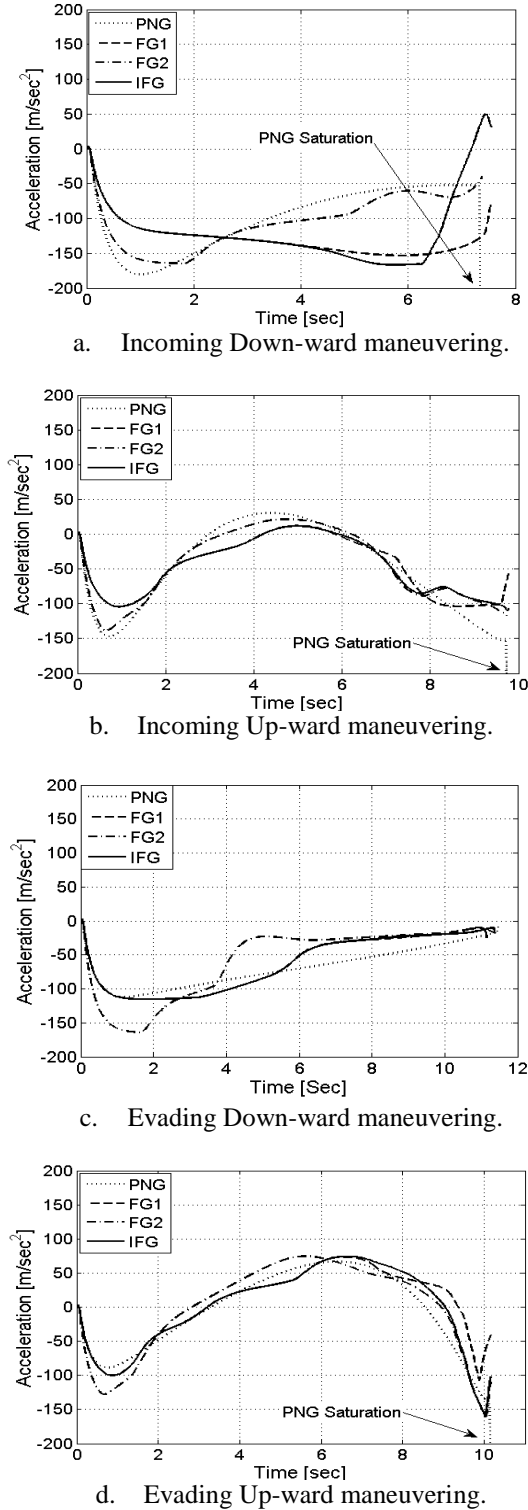 200
150
100
50
0
-50
-100
-150
-200
Acceleration [m/sec²]
PNG
FG1
FG2
IFG
PNG Saturation
0 2 4 6 8
Time [sec]
a. Incoming Down-ward maneuvering.
200
150
100
50
0
-50
-100
-150
-200
Acceleration [m/sec²]
PNG
FG1
FG2
IFG
PNG Saturation
0 2 4 6 8 10
Time [sec]
b. Incoming Up-ward maneuvering.
200
150
100
50
0
-50
-100
-150
-200
Acceleration [m/sec²]
PNG
FG1
FG2
IFG
0 2 4 6 8 10 12
Time [Sec]
c. Evading Down-ward maneuvering.
200
150
100
50
0
-50
-100
-150
-200
Acceleration [m/sec²]
PNG
FG1
FG2
IFG
PNG Saturation
0 2 4 6 8 10
Time [sec]
d. Evading Up-ward maneuvering.